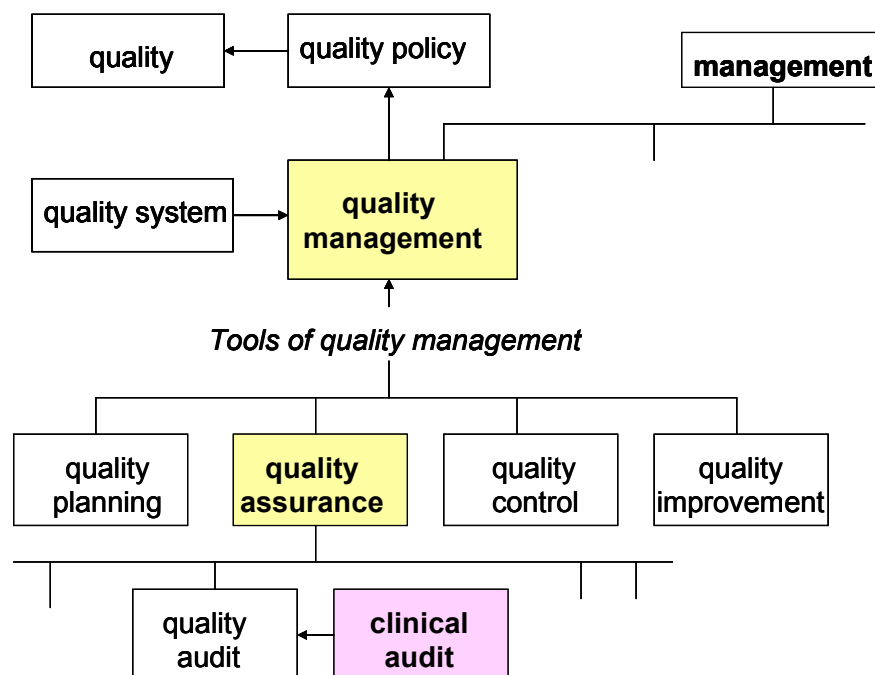 quality
quality policy
management
quality system
quality
management
Tools of quality management
quality
planning
quality
assurance
quality
control
quality
improvement
quality
audit
clinical
audit